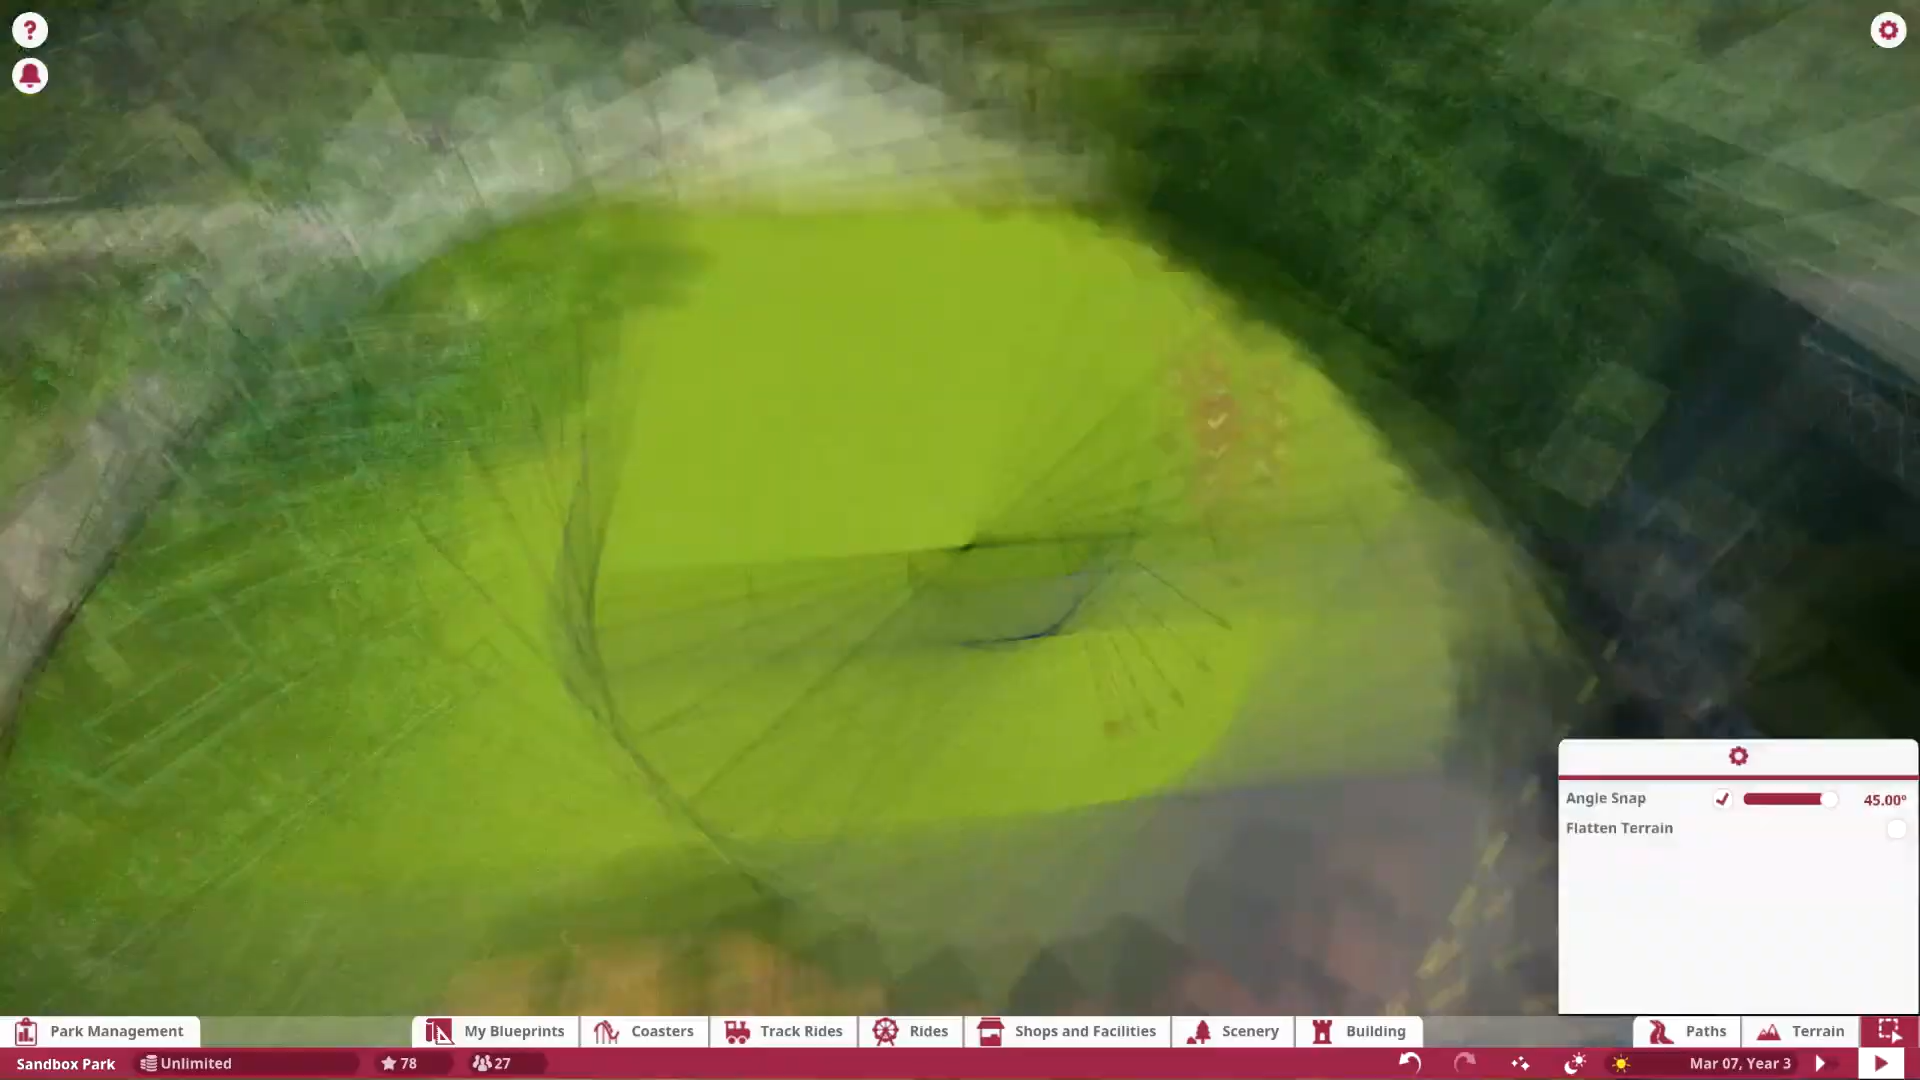 ?
Angle Snap 45.00°
Flatten Terrain
Park Management My Blueprints Coasters Track Rides Rides Shops and Facilities Scenery Building Paths Terrain
Sandbox Park Unlimited 78 27 Mar 07, Year 3